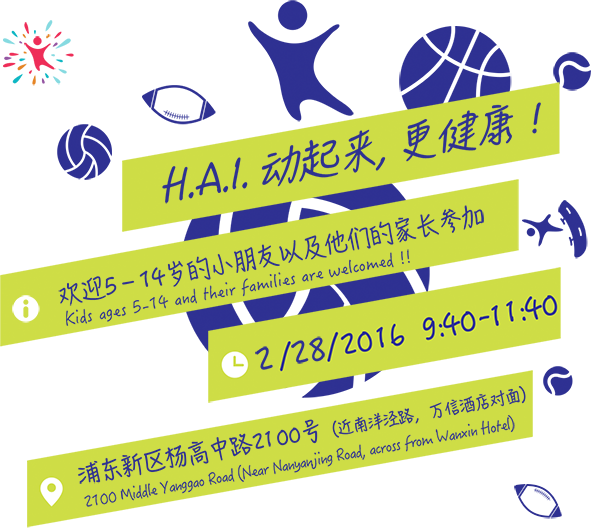 H.A.I. 动起来, 更健康！
欢迎5-14岁的小朋友以及他们的家长参加
Kids ages 5-14 and their families are welcomed !!
2/28/2016 9:40-11:40
浦东新区杨高中路2100号（近南洋泾路，万信酒店对面）
2100 Middle Yanggao Road (Near Nanyanjing Road, across from Wanxin Hotel)